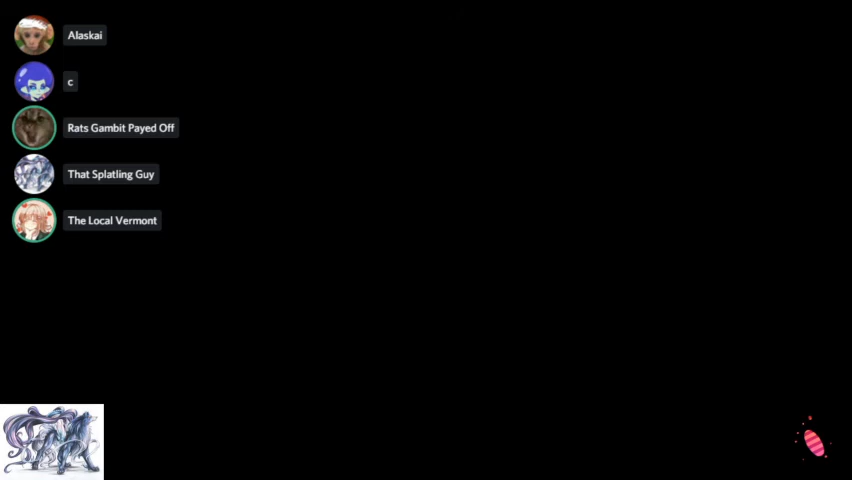 Alaskai
c
Rats Gambit Payed Off
That Splatling Guy
The Local Vermont